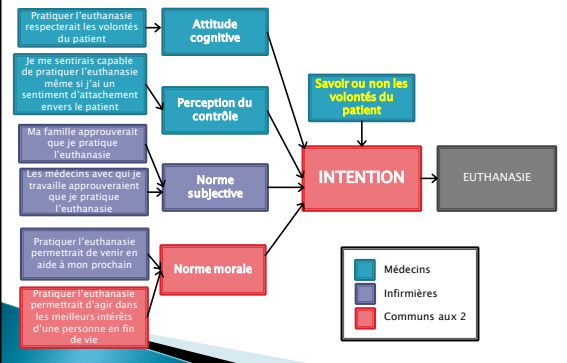 Pratiquer l'euthanasie
respecterait les volontés
du patient
Attitude
cognitive
Je me sentirais capable
de pratiquer l'euthanasie
même si j'ai un
sentiment d'attachement
envers le patient
Perception du
contrôle
Savoir ou non les
volontés du
patient
Ma famille approuverait
que je pratique
l'euthanasie
Les médecins avec qui je
travaille approuveraient
que je pratique
l'euthanasie
Norme
subjective
INTENTION
EUTHANASIE
Pratiquer l'euthanasie
permettrait de venir en
aide à mon prochain
Norme morale
Pratiquer l'euthanasie
permettrait d'agir dans
les meilleurs intérêts
d'une personne en fin
de vie
Médecins
Infirmières
Communs aux 2